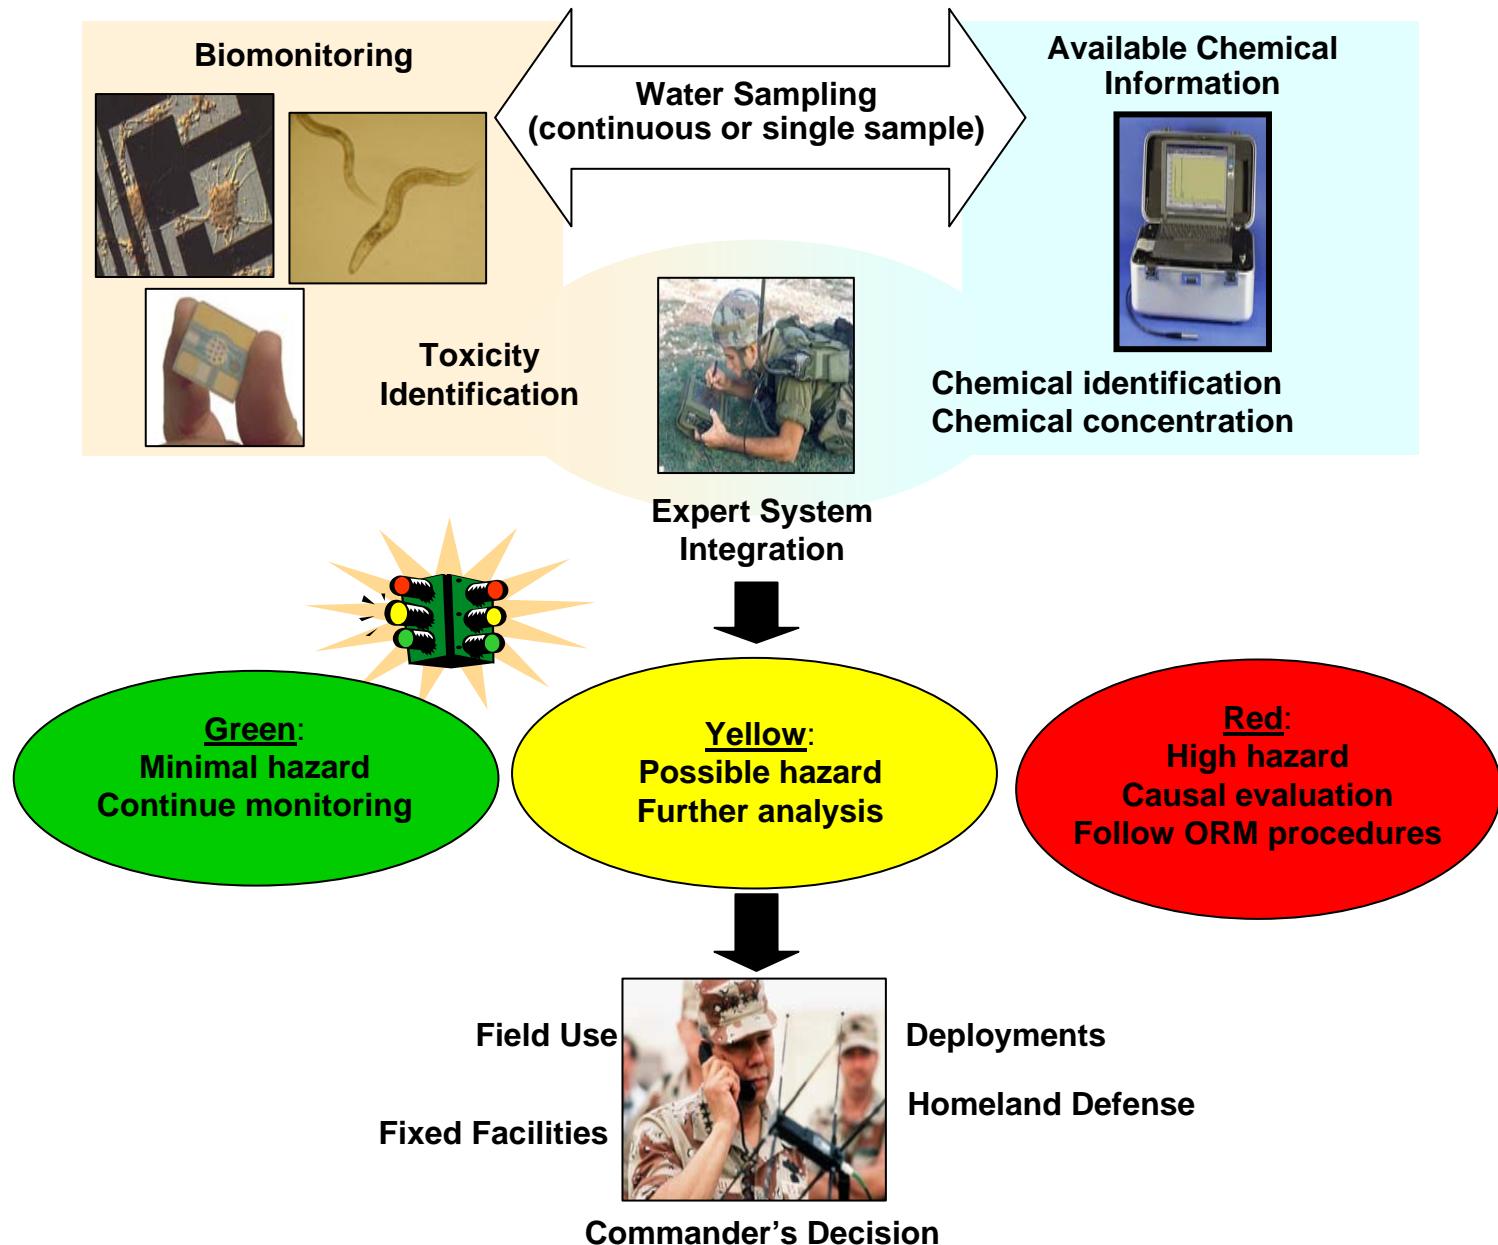 Biomonitoring
Water Sampling
(continuous or single sample)
Available Chemical
Information
Toxicity
Identification
Chemical identification
Chemical concentration
Expert System
Integration
Green:
Minimal hazard
Continue monitoring
Yellow:
Possible hazard
Further analysis
Red:
High hazard
Causal evaluation
Follow ORM procedures
Field Use
Fixed Facilities
Deployments
Homeland Defense
Commander’s Decision